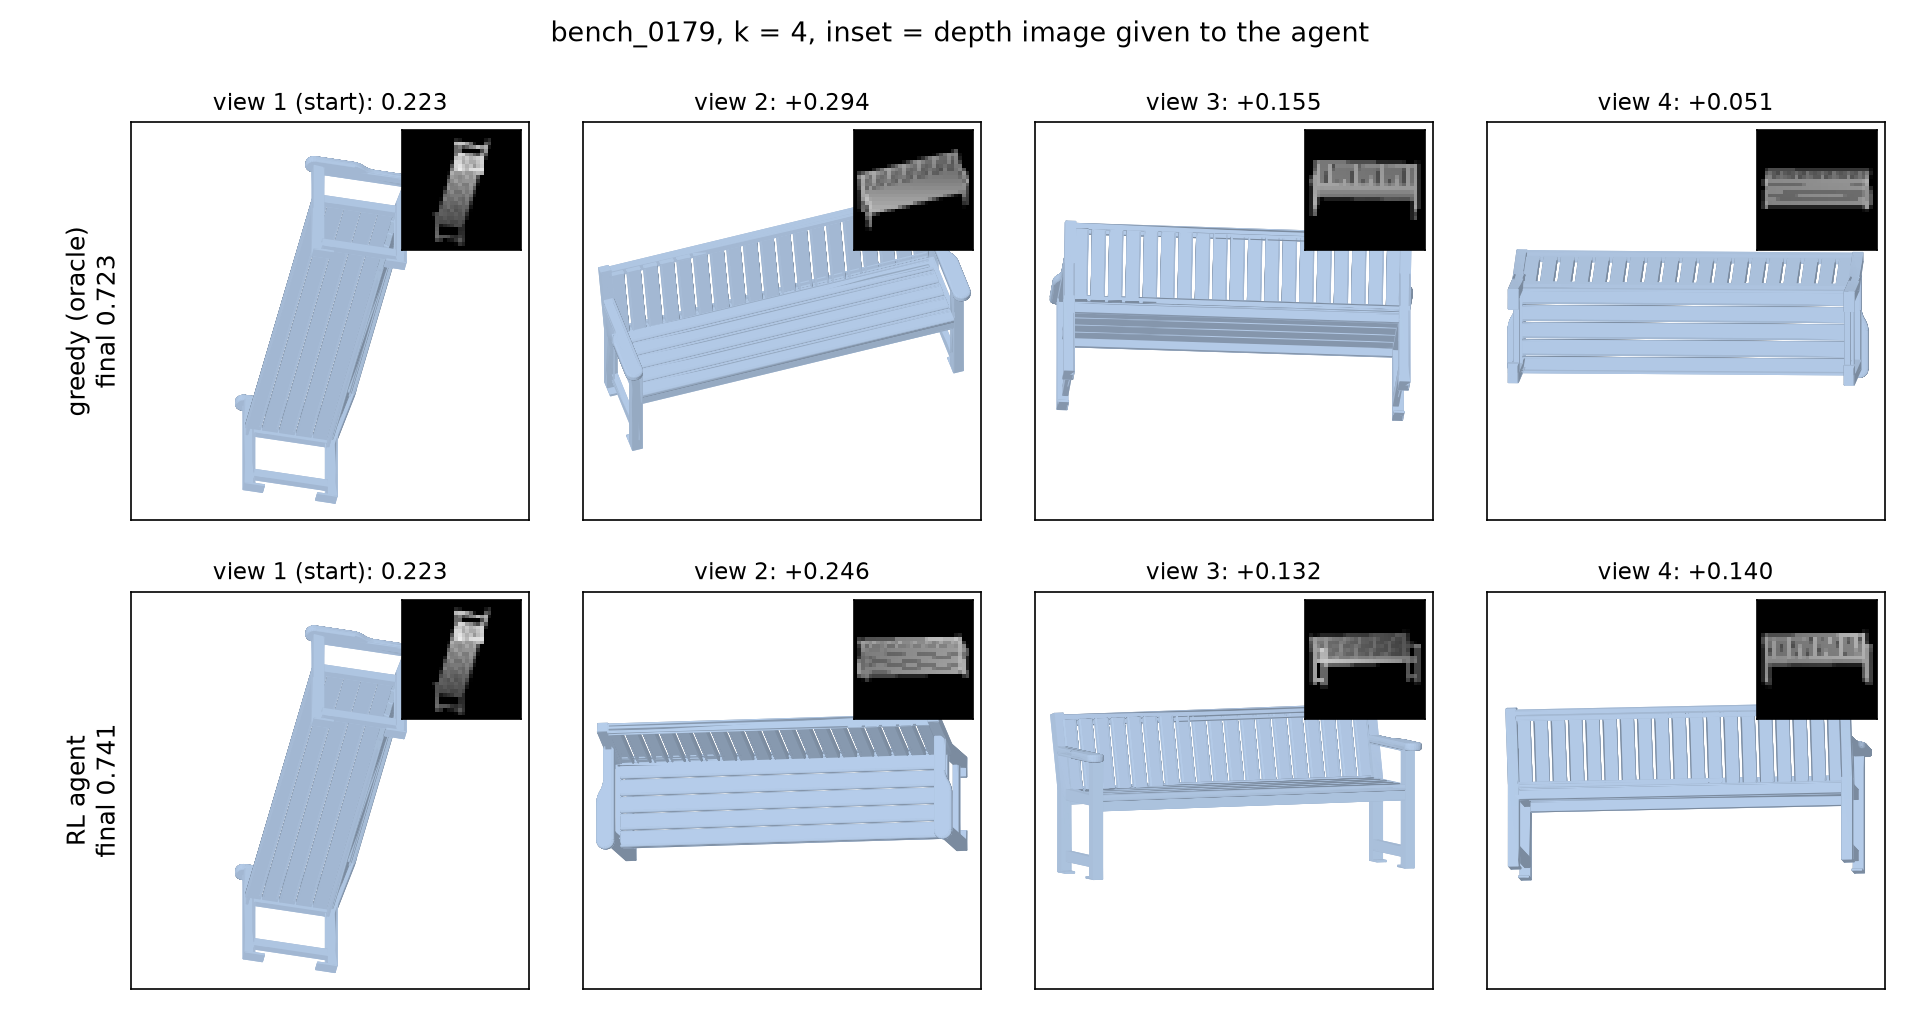 bench_0179, k = 4, inset = depth image given to the agent
view 1 (start): 0.223
view 2: +0.294
view 3: +0.155
view 4: +0.051
greedy (oracle)
final 0.723
view 1 (start): 0.223
view 2: +0.246
view 3: +0.132
view 4: +0.140
RL agent
final 0.741